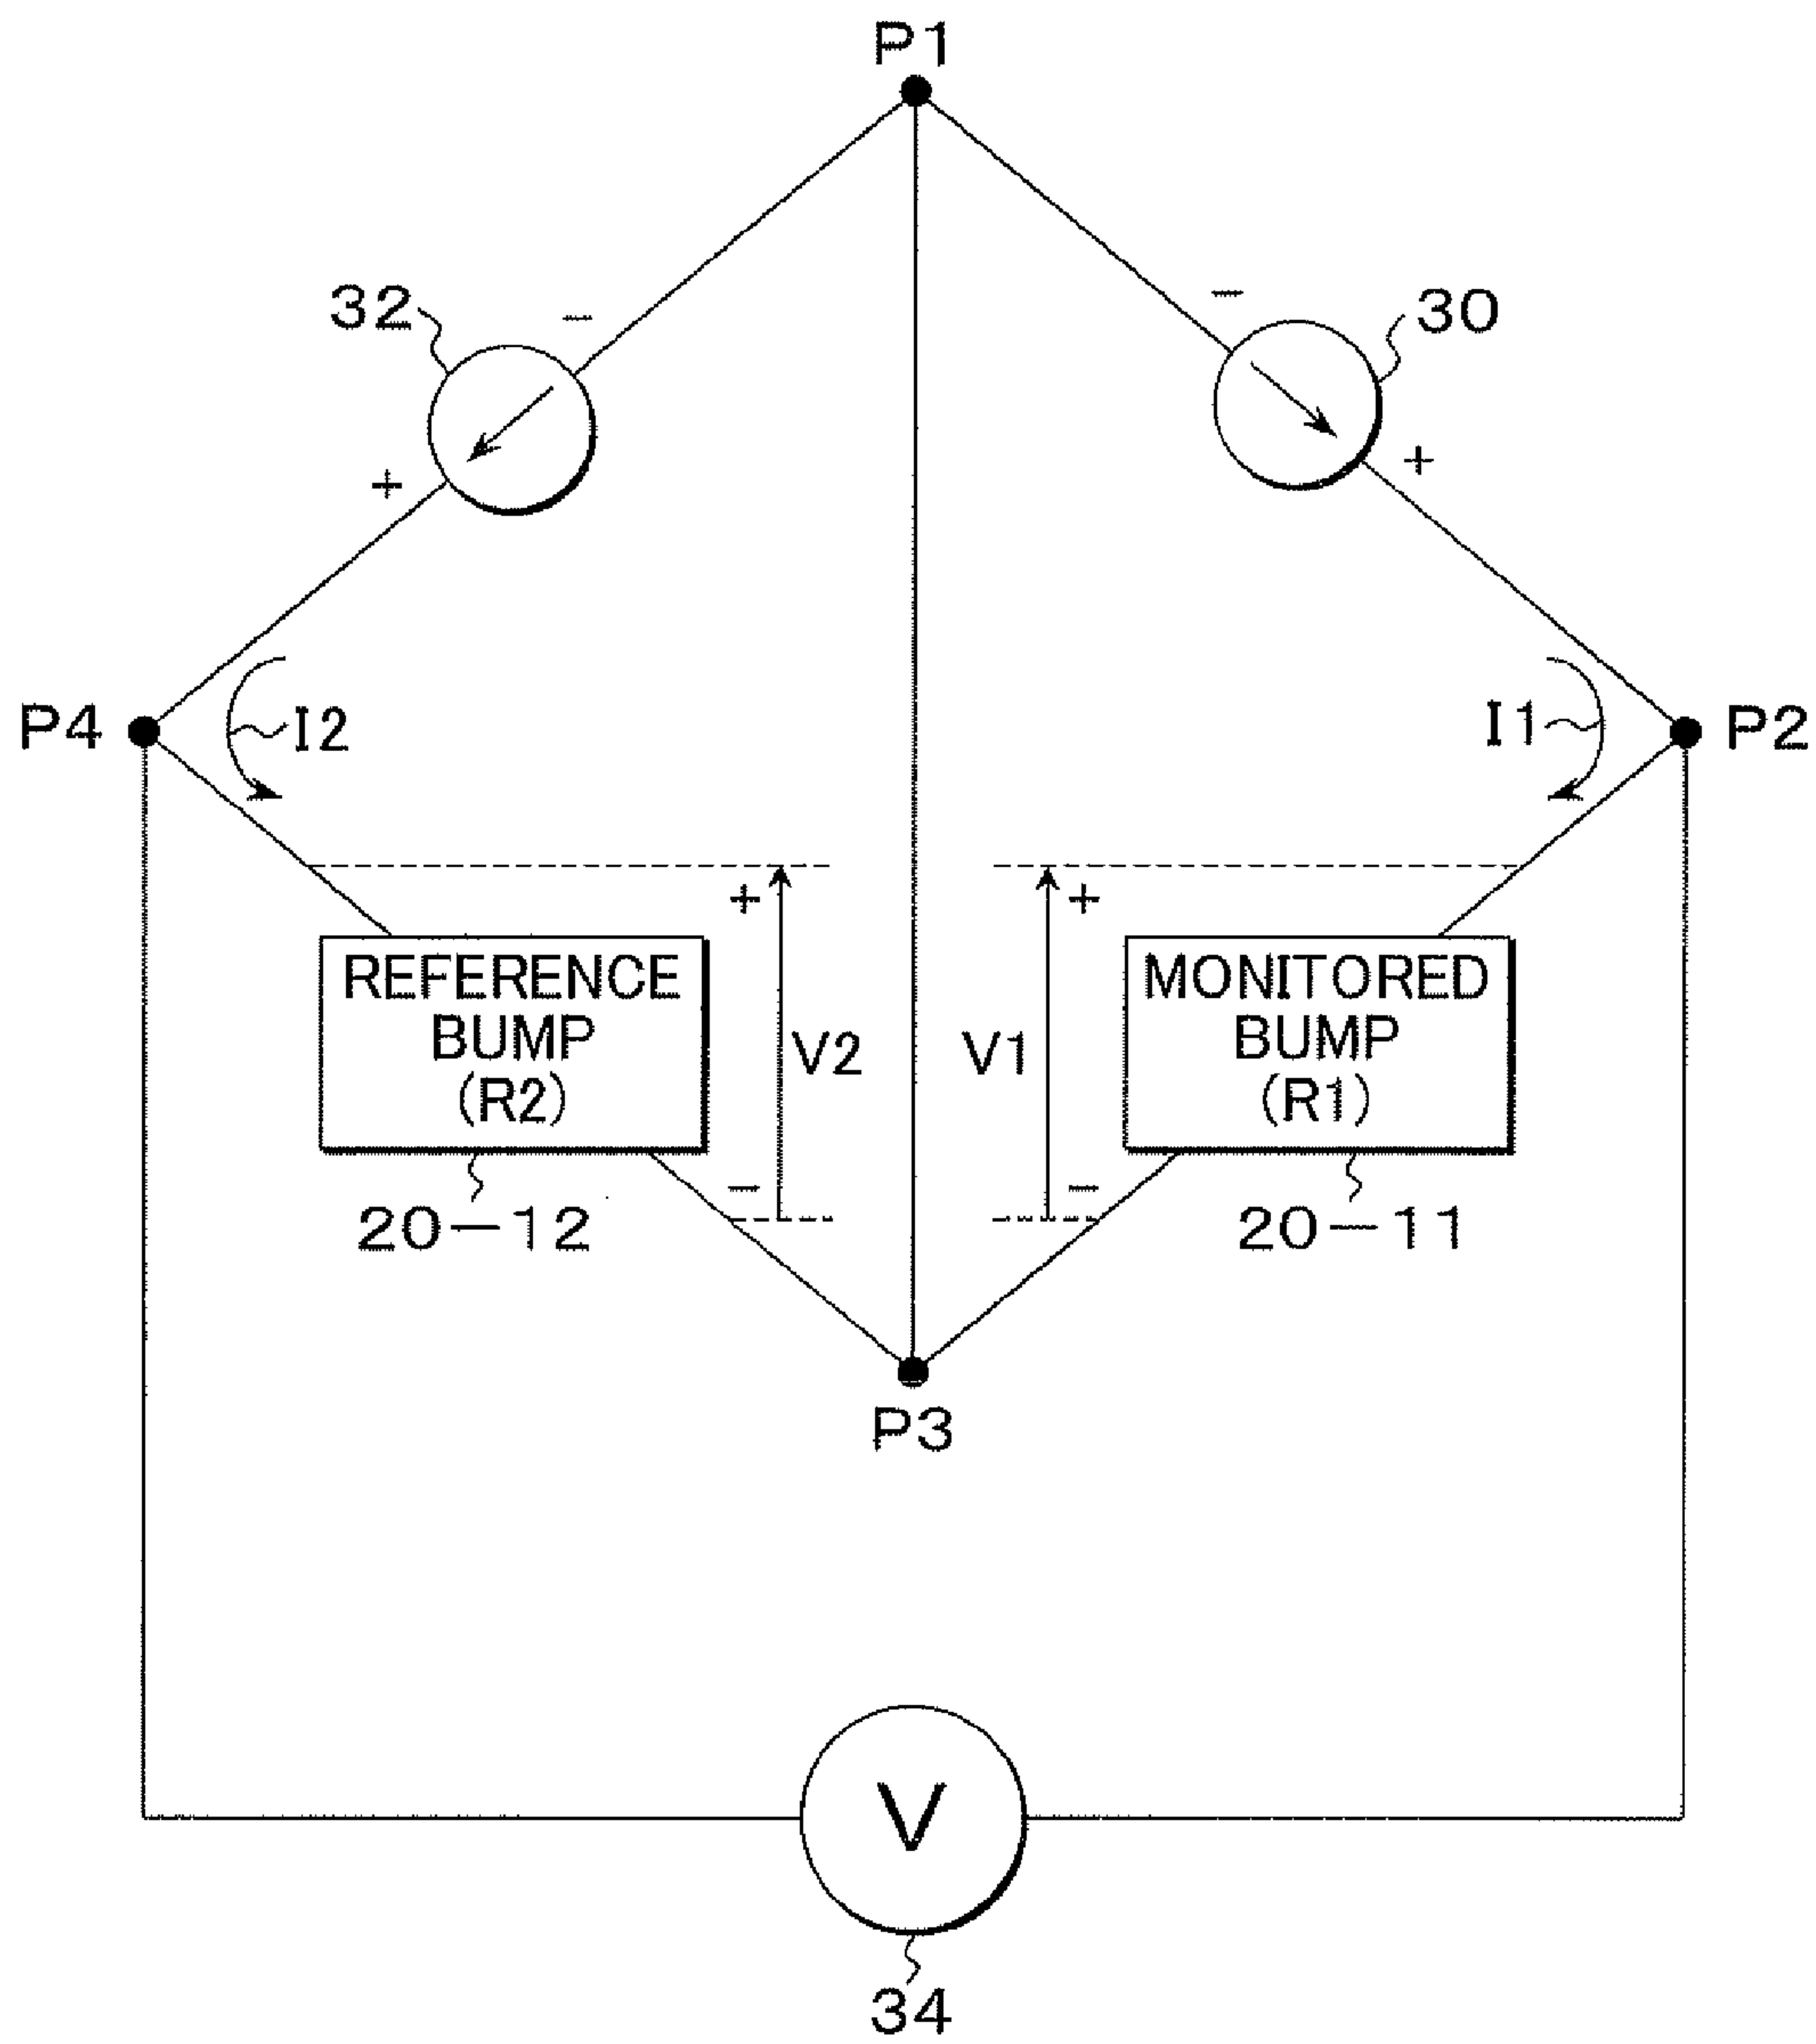 P1
32
−
−
30
+
+
P4
I2
I1
P2
+
+
REFERENCE
BUMP
(R2)
V2
V1
MONITORED
BUMP
(R1)
−
−
20−12
20−11
P3
V
34